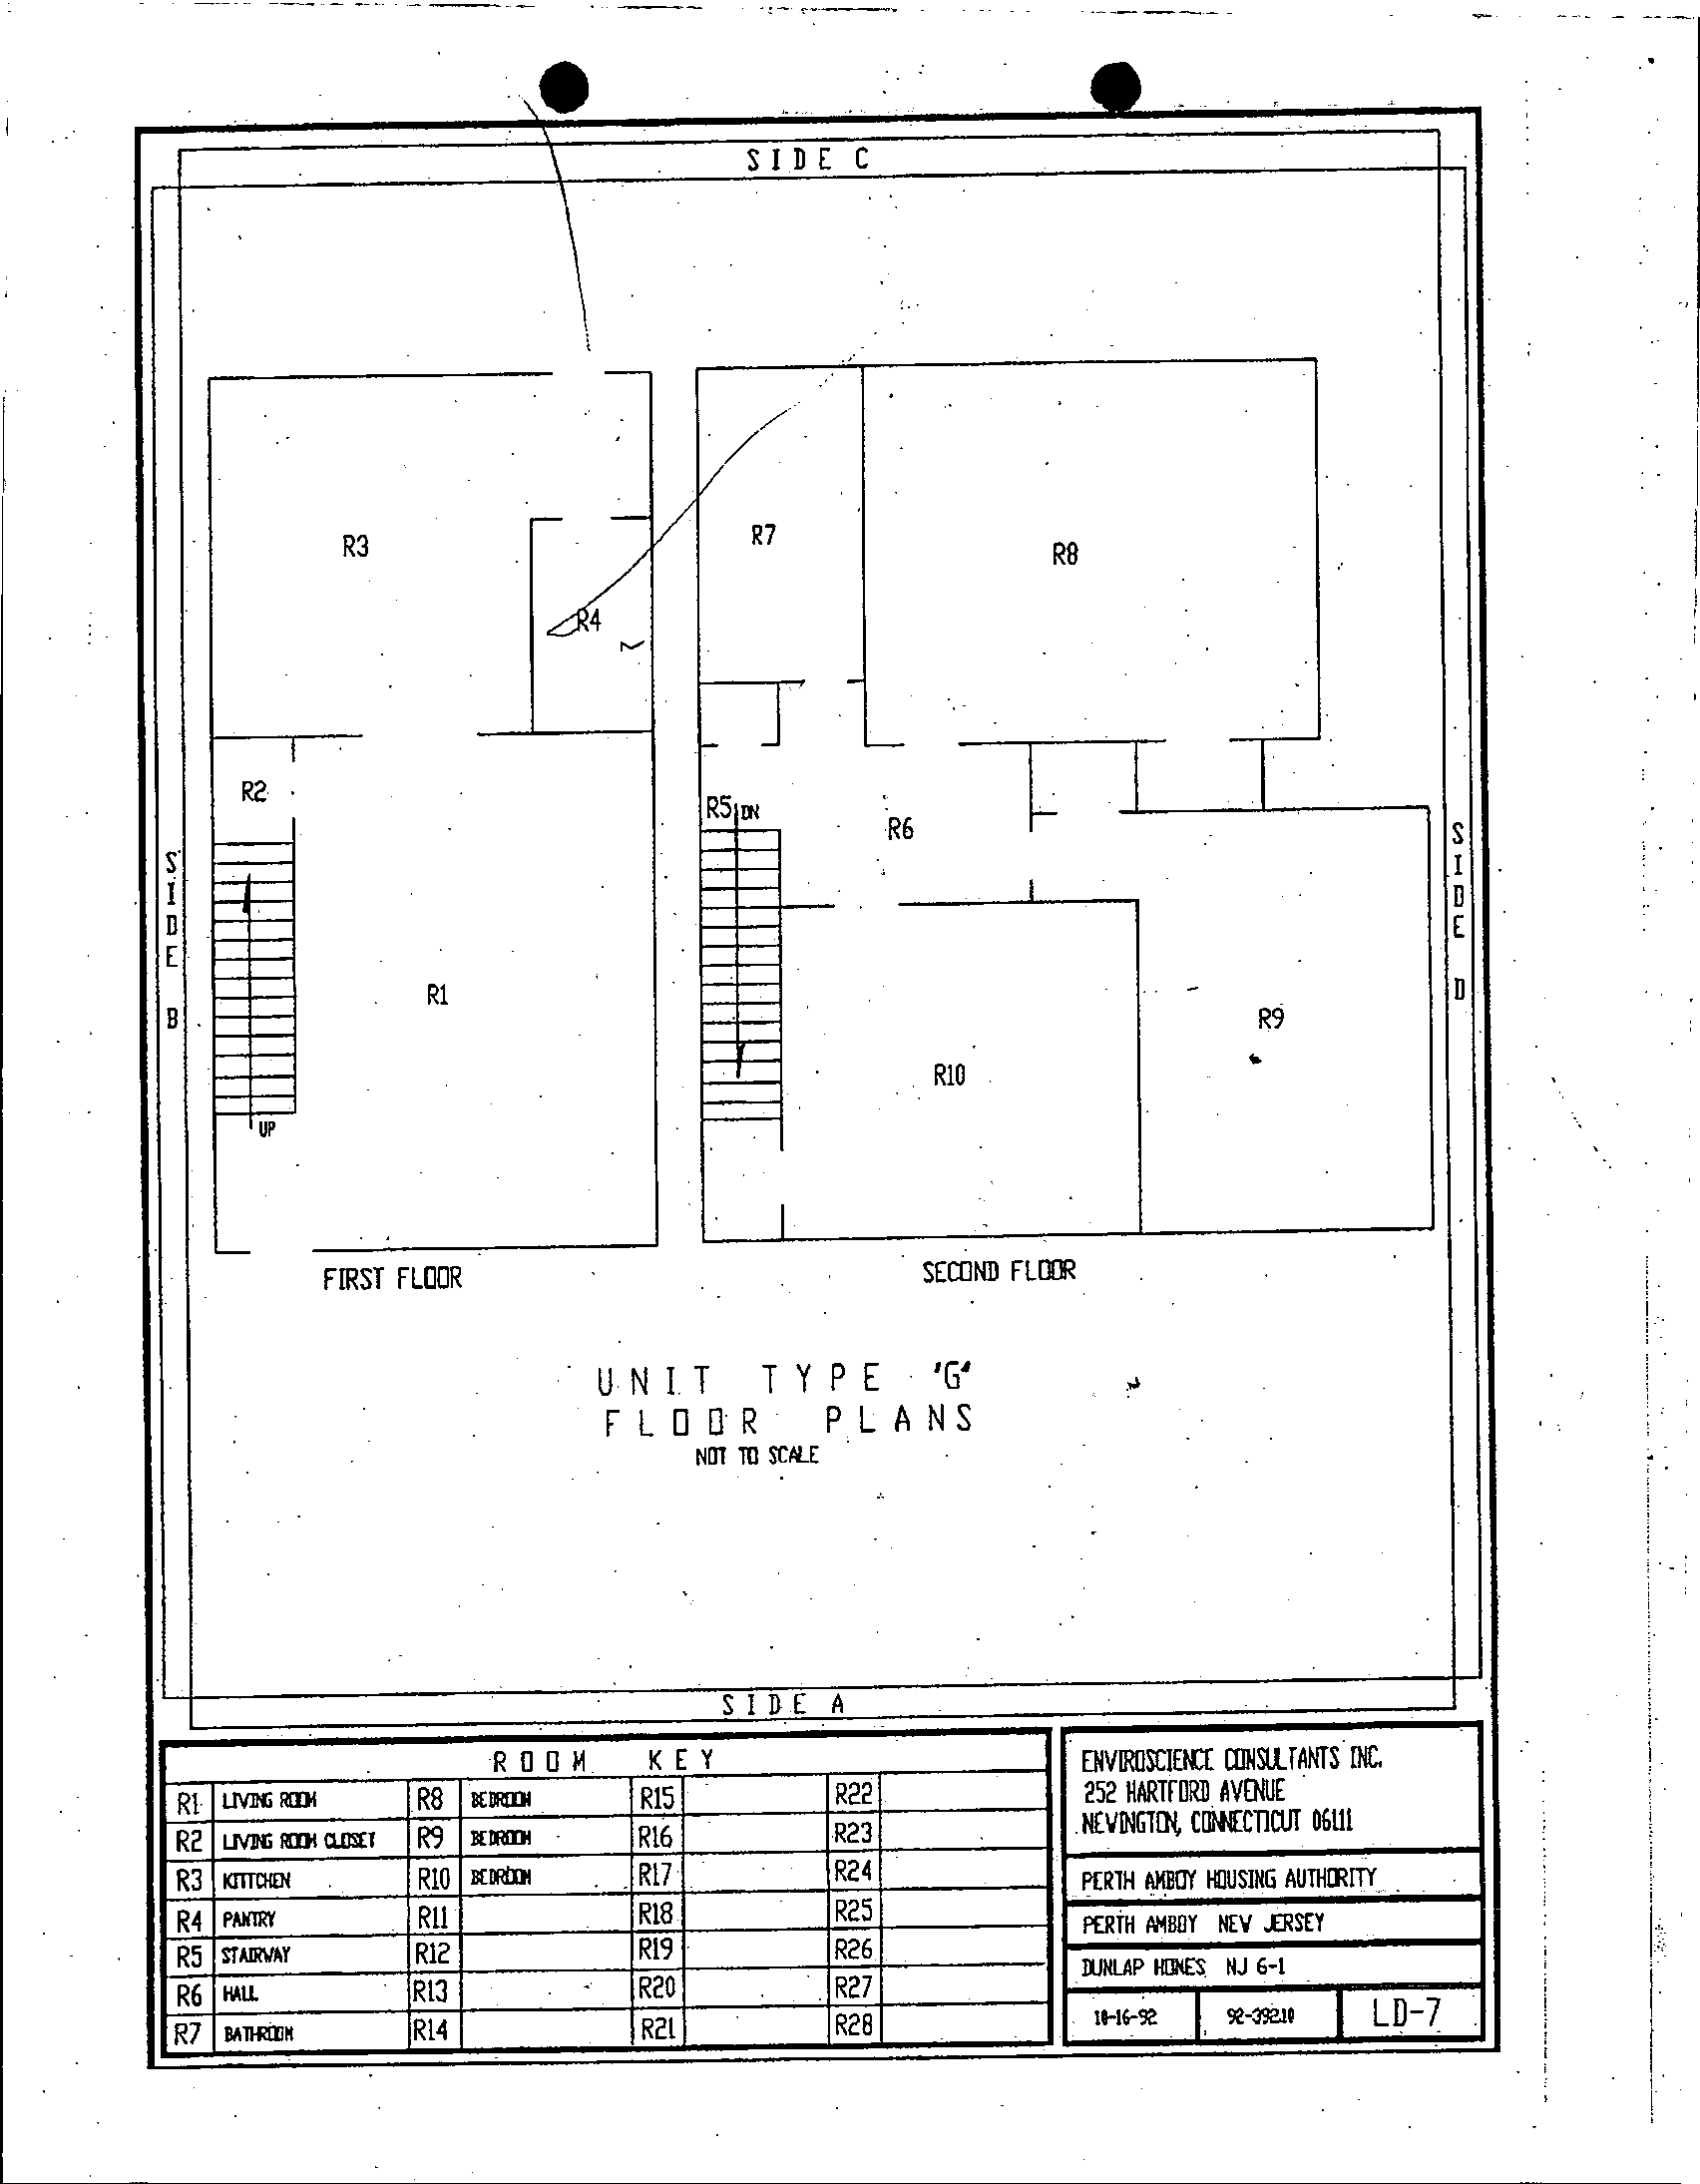 SIDE C
R3
R7
R8
R4
R2
R5 DN
R6
SIDE B
SIDE D
R1
R9
R10
UP
FIRST FLOOR
SECOND FLOOR
UNIT TYPE 'G'
FLOOR PLANS
NOT TO SCALE
SIDE A
ROOM KEY
R1 LIVING ROOM R8 BEDROOM R15 R22
R2 LIVING ROOM CLOSET R9 BEDROOM R16 R23
R3 KITTCHEN R10 BEDROOM R17 R24
R4 PANTRY R11 R18 R25
R5 STAIRWAY R12 R19 R26
R6 HALL R13 R20 R27
R7 BATHROOM R14 R21 R28
ENVIROSCIENCE CONSULTANTS INC.
252 HARTFORD AVENUE
NEWINGTON, CONNECTICUT 06111
PERTH AMBOY HOUSING AUTHORITY
PERTH AMBOY NEW JERSEY
DUNLAP HOMES NJ 6-1
10-16-92 92-392.10 LD-7